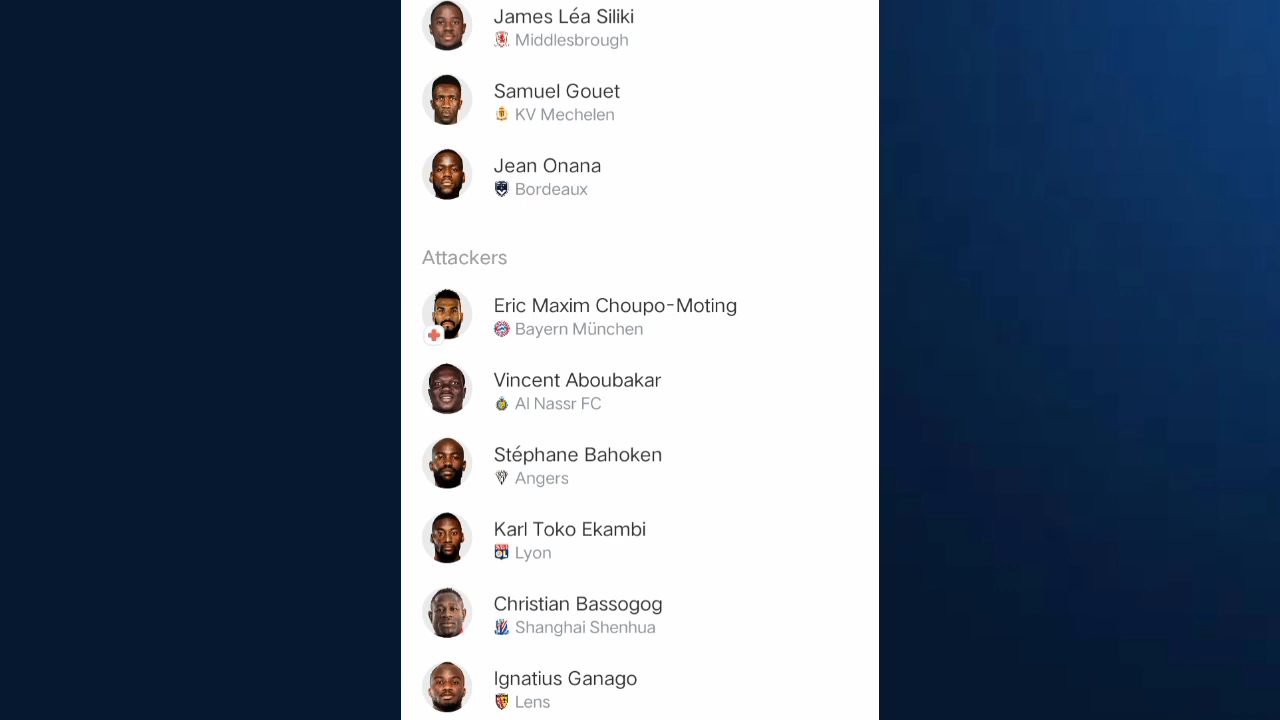 James Léa Siliki
Middlesbrough
Samuel Gouet
KV Mechelen
Jean Onana
Bordeaux
Attackers
Eric Maxim Choupo-Moting
Bayern München
Vincent Aboubakar
Al Nassr FC
Stéphane Bahoken
Angers
Karl Toko Ekambi
Lyon
Christian Bassogog
Shanghai Shenhua
Ignatius Ganago
Lens